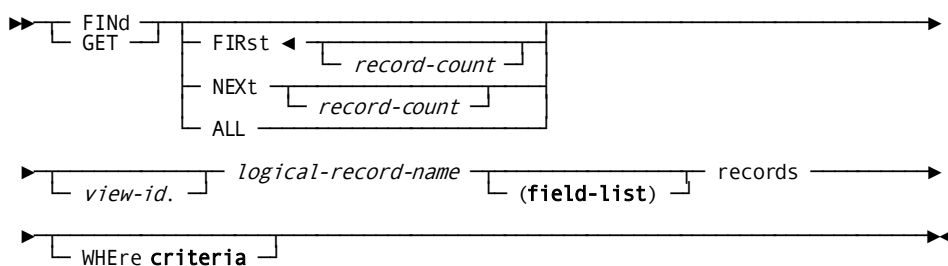 FINd
GET
FIRst ◄
record-count
NEXt
record-count
ALL
view-id.
logical-record-name
(field-list)
records
WHEre criteria